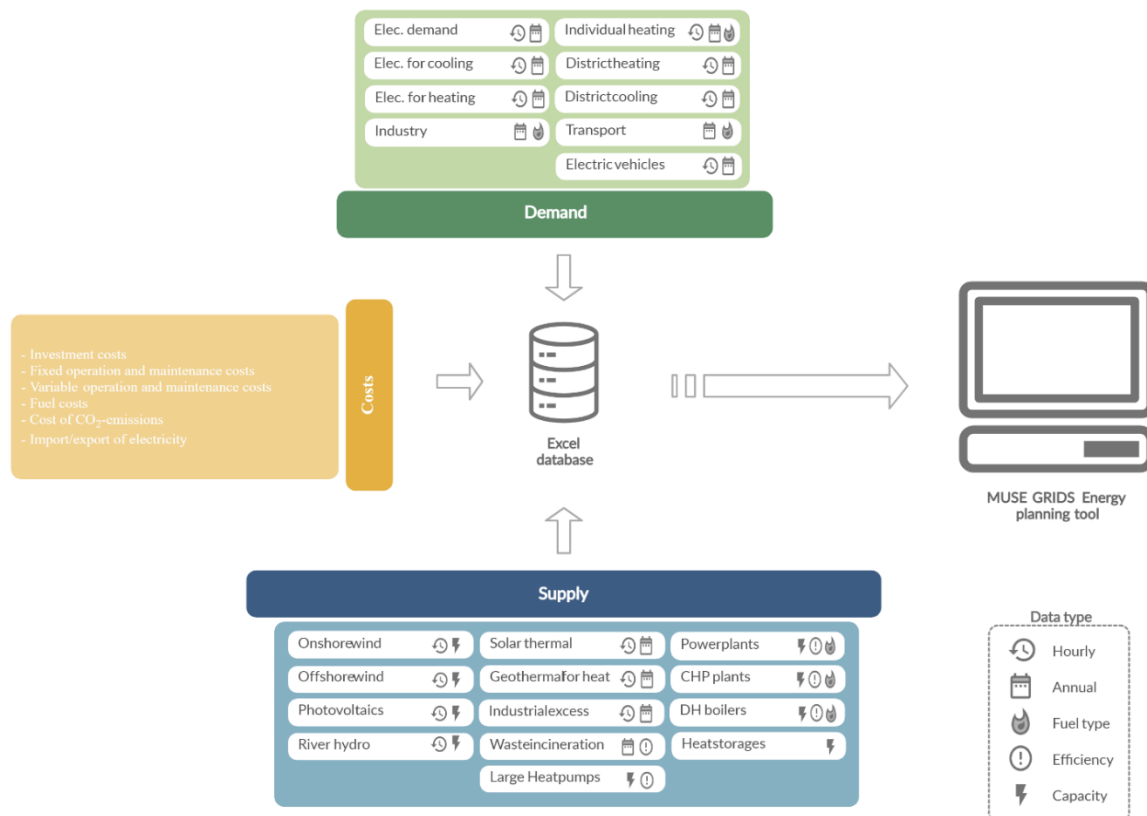 Elec. demand
Individual heating
Elec. for cooling
Districtheating
Elec. for heating
Districtcooling
Industry
Transport
Electric vehicles
Demand
- Investment costs
- Fixed operation and maintenance costs
- Variable operation and maintenance costs
- Fuel costs
- Cost of CO₂-emissions
- Import/export of electricity
Costs
Excel
database
MUSE GRIDS Energy
planning tool
Supply
Onshorewind
Solar thermal
Powerplants
Offshorewind
Geothermalfor heat
CHP plants
Photovoltaics
Industrialexcess
DH boilers
River hydro
Wasteincineration
Heatstorages
Large Heatpumps
Data type
Hourly
Annual
Fuel type
Efficiency
Capacity